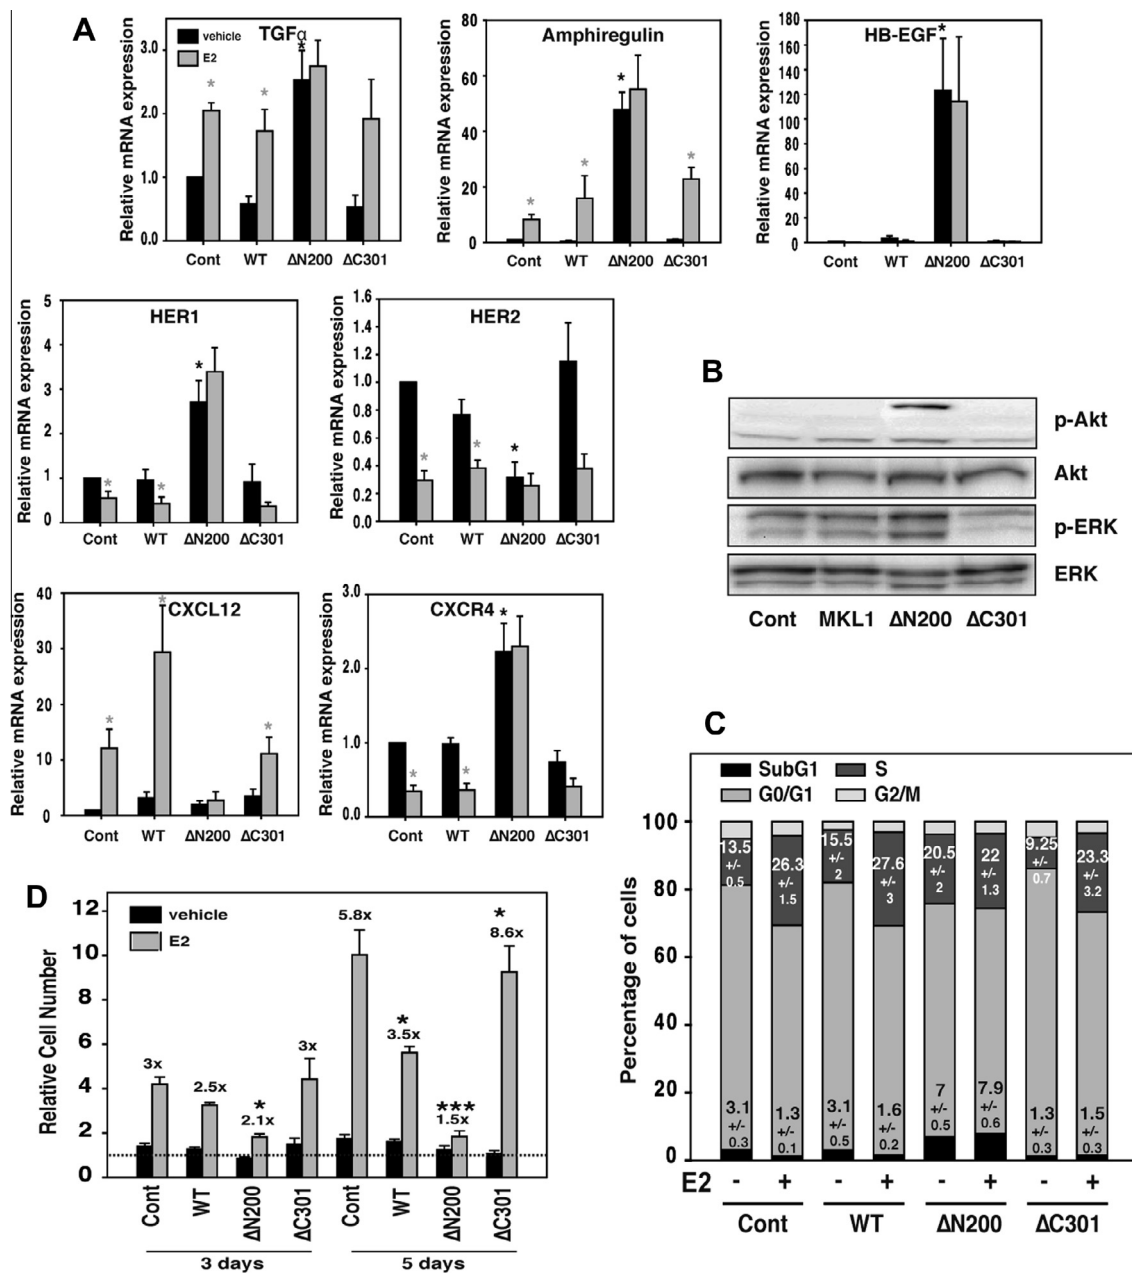 A
TGFα
vehicle
E2
Relative mRNA expression
3.0
2.0
1.0
0.0
* * *
Cont WT ΔN200 ΔC301
Amphiregulin
Relative mRNA expression
80
60
40
20
0
* * * *
Cont WT ΔN200 ΔC301
HB-EGF*
Relative mRNA expression
180
160
140
120
100
80
60
40
20
0
Cont WT ΔN200 ΔC301
HER1
Relative mRNA expression
5
4
3
2
1
0
* * *
Cont WT ΔN200 ΔC301
HER2
Relative mRNA expression
1.6
1.4
1.2
1.0
0.8
0.6
0.4
0.2
0.0
* * *
Cont WT ΔN200 ΔC301
CXCL12
Relative mRNA expression
40
30
20
10
0
* * *
Cont WT ΔN200 ΔC301
CXCR4
Relative mRNA expression
3.0
2.0
1.0
0.0
* * *
Cont WT ΔN200 ΔC301
B
p-Akt
Akt
p-ERK
ERK
Cont MKL1 ΔN200 ΔC301
C
SubG1 S
G0/G1 G2/M
Percentage of cells
100
80
60
40
20
0
13.5 26.3 15.5 27.6 20.5 22 9.25 23.3
+/- +/- +/- +/- +/- +/- +/- +/-
0.5 1.5 2 3 2 1.3 0.7 3.2
3.1 1.3 3.1 1.6 7 7.9 1.3 1.5
+/- +/- +/- +/- +/- +/- +/- +/-
0.3 0.1 0.5 0.2 0.5 0.6 0.3 0.3
E2 - + - + - + - +
Cont WT ΔN200 ΔC301
D
vehicle
E2
Relative Cell Number
12
10
8
6
4
2
0
3x 2.5x * 2.1x 3x 5.8x * 3.5x *** 1.5x * 8.6x
Cont WT ΔN200 ΔC301 Cont WT ΔN200 ΔC301
3 days 5 days